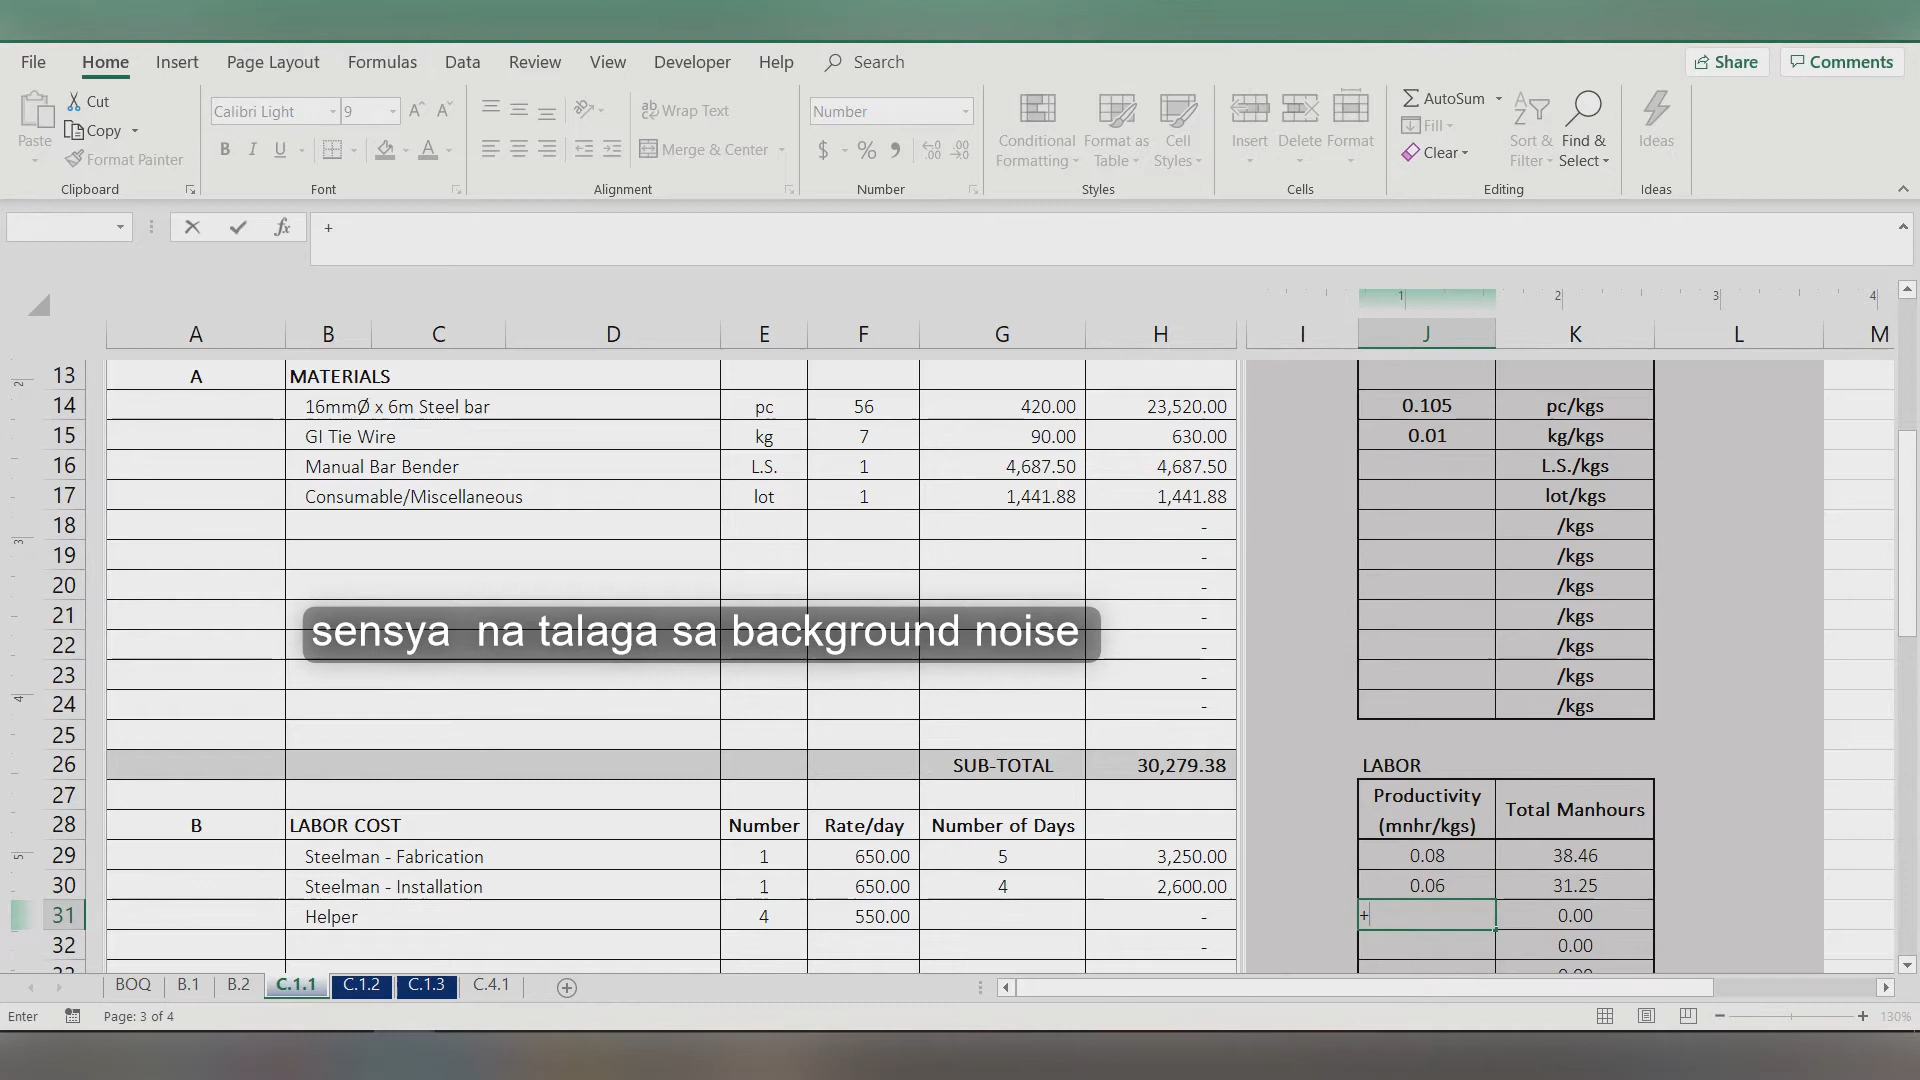 File Home Insert Page Layout Formulas Data Review View Developer Help Search Share Comments
Paste Cut Copy Format Painter Clipboard
Calibri Light 9 B I U A Font
ab Wrap Text Merge & Center Alignment
Number $ % Number
Conditional Formatting Format as Table Cell Styles Styles
Insert Delete Format Cells
AutoSum Fill Clear Sort & Filter Find & Select Editing
Ideas Ideas
fx +
1 2 3 4
A B C D E F G H I J K L M
13 A MATERIALS
14 16mmØ x 6m Steel bar pc 56 420.00 23,520.00 0.105 pc/kgs
15 GI Tie Wire kg 7 90.00 630.00 0.01 kg/kgs
16 Manual Bar Bender L.S. 1 4,687.50 4,687.50 L.S./kgs
17 Consumable/Miscellaneous lot 1 1,441.88 1,441.88 lot/kgs
18 - /kgs
19 - /kgs
20 - /kgs
21 - /kgs
sensya na talaga sa background noise
22 - /kgs
23 - /kgs
24 - /kgs
25
26 SUB-TOTAL 30,279.38 LABOR
27 Productivity
28 B LABOR COST Number Rate/day Number of Days (mnhr/kgs) Total Manhours
29 Steelman - Fabrication 1 650.00 5 3,250.00 0.08 38.46
30 Steelman - Installation 1 650.00 4 2,600.00 0.06 31.25
31 Helper 4 550.00 - + 0.00
32 - 0.00
BOQ B.1 B.2 C.1.1 C.1.2 C.1.3 C.4.1
Enter Page: 3 of 4 130%